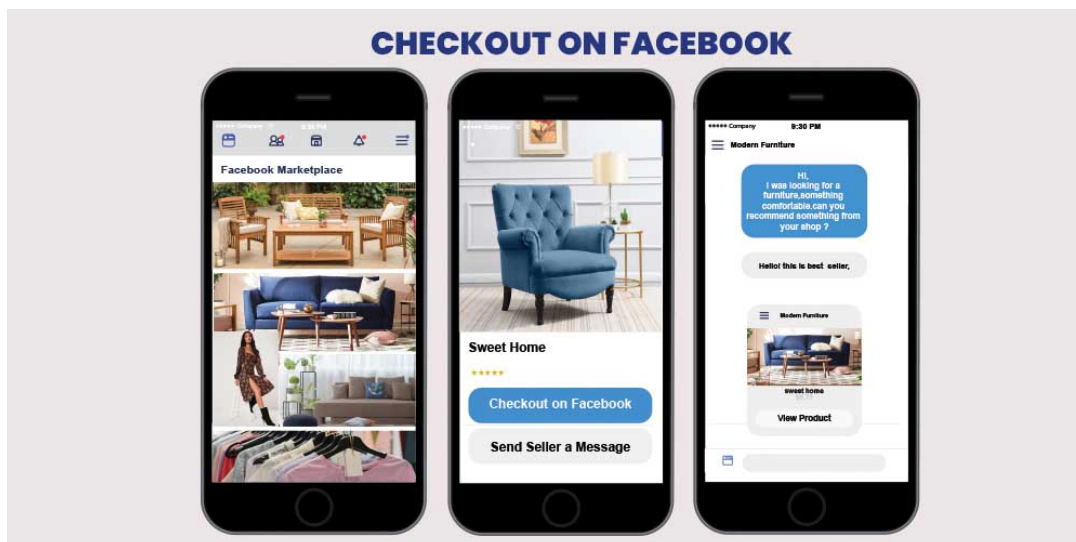 CHECKOUT ON FACEBOOK
Facebook Marketplace
Sweet Home
Checkout on Facebook
Send Seller a Message
Company 9:30 PM
Modern Furniture
HI,
I was looking for a
furniture,something
comfortable.can you
recommend something from
your shop ?
Hello! this is best seller,
Modern Furniture
sweet home
View Product